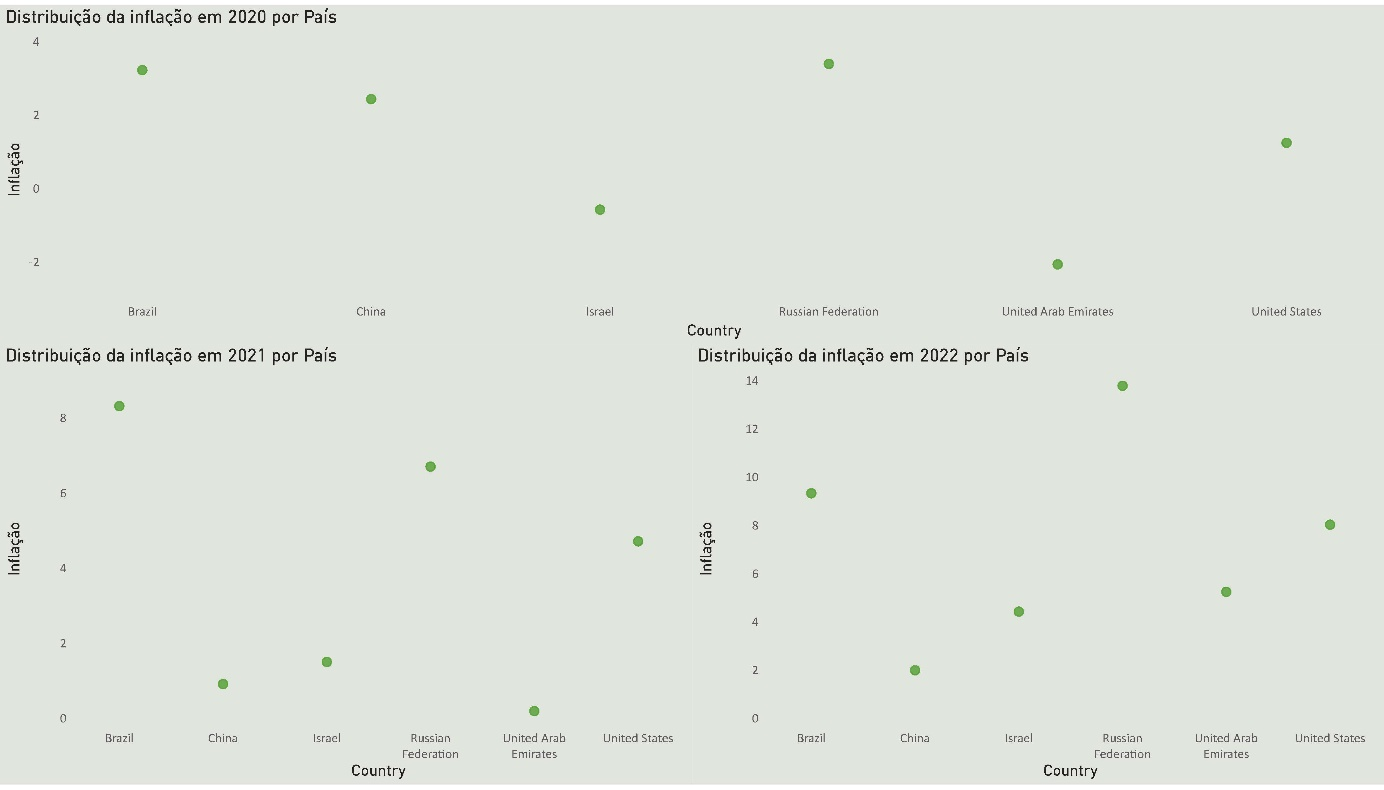 Distribuição da inflação em 2020 por País
4
2
0
-2
Inflação
Brazil
China
Israel
Russian Federation
United Arab Emirates
United States
Country
Distribuição da inflação em 2021 por País
8
6
4
2
0
Inflação
Brazil
China
Israel
Russian
Federation
United Arab
Emirates
United States
Country
Distribuição da inflação em 2022 por País
14
12
10
8
6
4
2
0
Inflação
Brazil
China
Israel
Russian
Federation
United Arab
Emirates
United States
Country